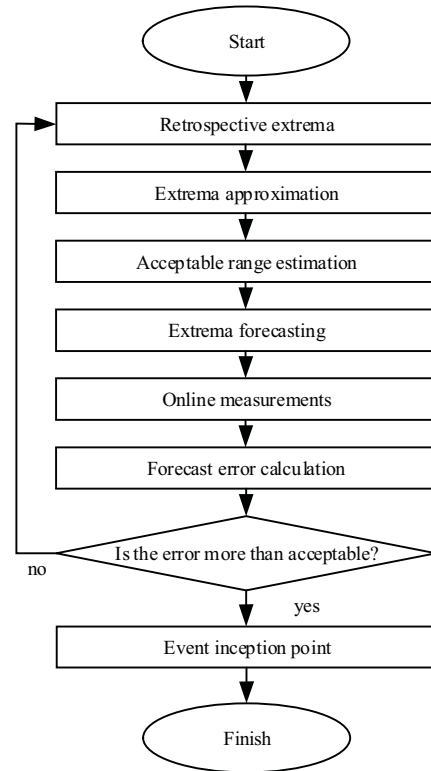 Start
Retrospective extrema
Extrema approximation
Acceptable range estimation
Extrema forecasting
Online measurements
Forecast error calculation
Is the error more than acceptable?
no
yes
Event inception point
Finish